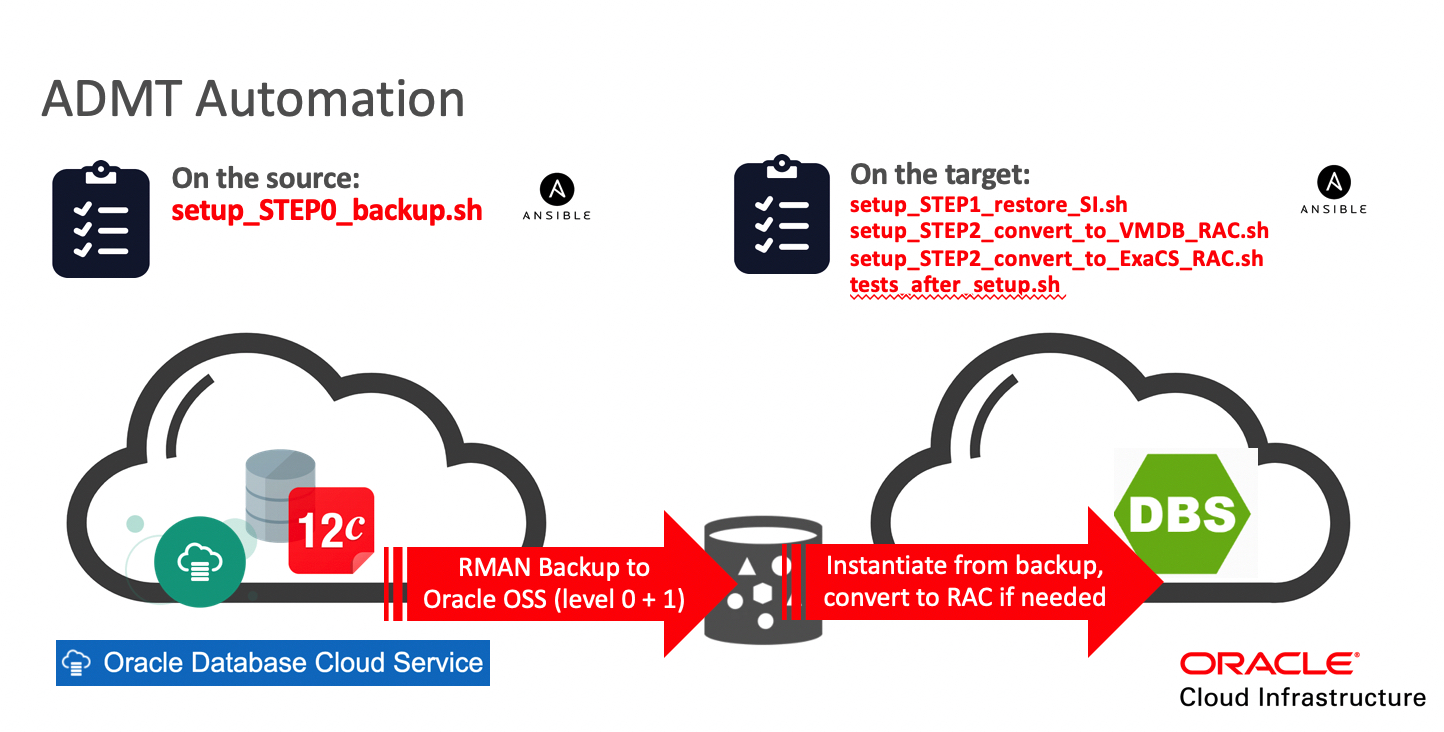 ADMT Automation
On the source:
setup_STEP0_backup.sh
ANSIBLE
On the target:
setup_STEP1_restore_SI.sh
setup_STEP2_convert_to_VMDB_RAC.sh
setup_STEP2_convert_to_ExaCS_RAC.sh
tests_after_setup.sh
ANSIBLE
12c
RMAN Backup to
Oracle OSS (level 0 + 1)
DBS
Instantiate from backup,
convert to RAC if needed
Oracle Database Cloud Service
ORACLE®
Cloud Infrastructure